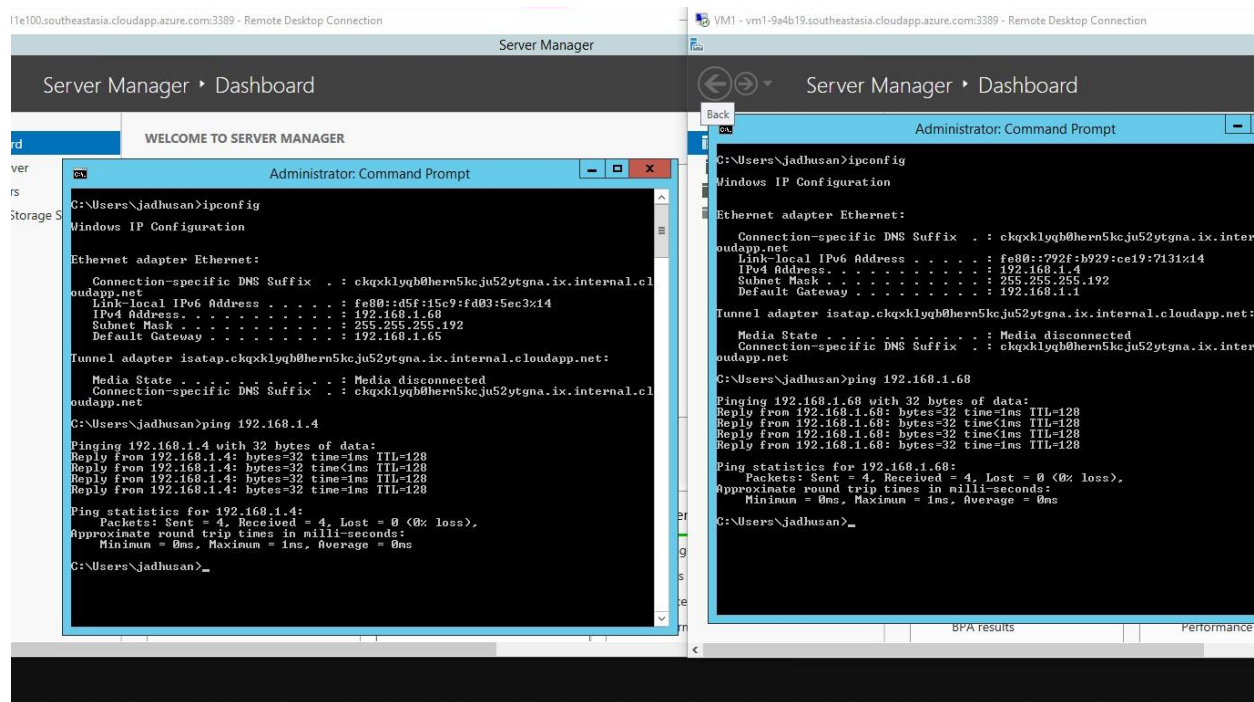 11e100.southeastasia.cloudapp.azure.com:3389 - Remote Desktop Connection
Server Manager
Server Manager ‣ Dashboard
rd
ver
rs
Storage S
WELCOME TO SERVER MANAGER
Administrator: Command Prompt
C:\Users\jadhusan>ipconfig
Windows IP Configuration
Ethernet adapter Ethernet:
Connection-specific DNS Suffix . : ckqxklyqb0hern5kcju52ytgna.ix.internal.cl
oudapp.net
Link-local IPv6 Address . . . . . : fe80::d5f:15c9:fd03:5ec3%14
IPv4 Address. . . . . . . . . . . : 192.168.1.68
Subnet Mask . . . . . . . . . . . : 255.255.255.192
Default Gateway . . . . . . . . . : 192.168.1.65
Tunnel adapter isatap.ckqxklyqb0hern5kcju52ytgna.ix.internal.cloudapp.net:
Media State . . . . . . . . . . . : Media disconnected
Connection-specific DNS Suffix . : ckqxklyqb0hern5kcju52ytgna.ix.internal.cl
oudapp.net
C:\Users\jadhusan>ping 192.168.1.4
Pinging 192.168.1.4 with 32 bytes of data:
Reply from 192.168.1.4: bytes=32 time=1ms TTL=128
Reply from 192.168.1.4: bytes=32 time<1ms TTL=128
Reply from 192.168.1.4: bytes=32 time=1ms TTL=128
Reply from 192.168.1.4: bytes=32 time=1ms TTL=128
Ping statistics for 192.168.1.4:
Packets: Sent = 4, Received = 4, Lost = 0 (0% loss),
Approximate round trip times in milli-seconds:
Minimum = 0ms, Maximum = 1ms, Average = 0ms
C:\Users\jadhusan>_
VM1 - vm1-9a4b19.southeastasia.cloudapp.azure.com:3389 - Remote Desktop Connection
Server Manager ‣ Dashboard
Back
Administrator: Command Prompt
C:\Users\jadhusan>ipconfig
Windows IP Configuration
Ethernet adapter Ethernet:
Connection-specific DNS Suffix . : ckqxklyqb0hern5kcju52ytgna.ix.inter
oudapp.net
Link-local IPv6 Address . . . . . : fe80::792f:b929:ce19:7131%14
IPv4 Address. . . . . . . . . . . : 192.168.1.4
Subnet Mask . . . . . . . . . . . : 255.255.255.192
Default Gateway . . . . . . . . . : 192.168.1.1
Tunnel adapter isatap.ckqxklyqb0hern5kcju52ytgna.ix.internal.cloudapp.net:
Media State . . . . . . . . . . . : Media disconnected
Connection-specific DNS Suffix . : ckqxklyqb0hern5kcju52ytgna.ix.inter
oudapp.net
C:\Users\jadhusan>ping 192.168.1.68
Pinging 192.168.1.68 with 32 bytes of data:
Reply from 192.168.1.68: bytes=32 time=1ms TTL=128
Reply from 192.168.1.68: bytes=32 time<1ms TTL=128
Reply from 192.168.1.68: bytes=32 time<1ms TTL=128
Reply from 192.168.1.68: bytes=32 time=1ms TTL=128
Ping statistics for 192.168.1.68:
Packets: Sent = 4, Received = 4, Lost = 0 (0% loss),
Approximate round trip times in milli-seconds:
Minimum = 0ms, Maximum = 1ms, Average = 0ms
C:\Users\jadhusan>_
BPA results
Performance